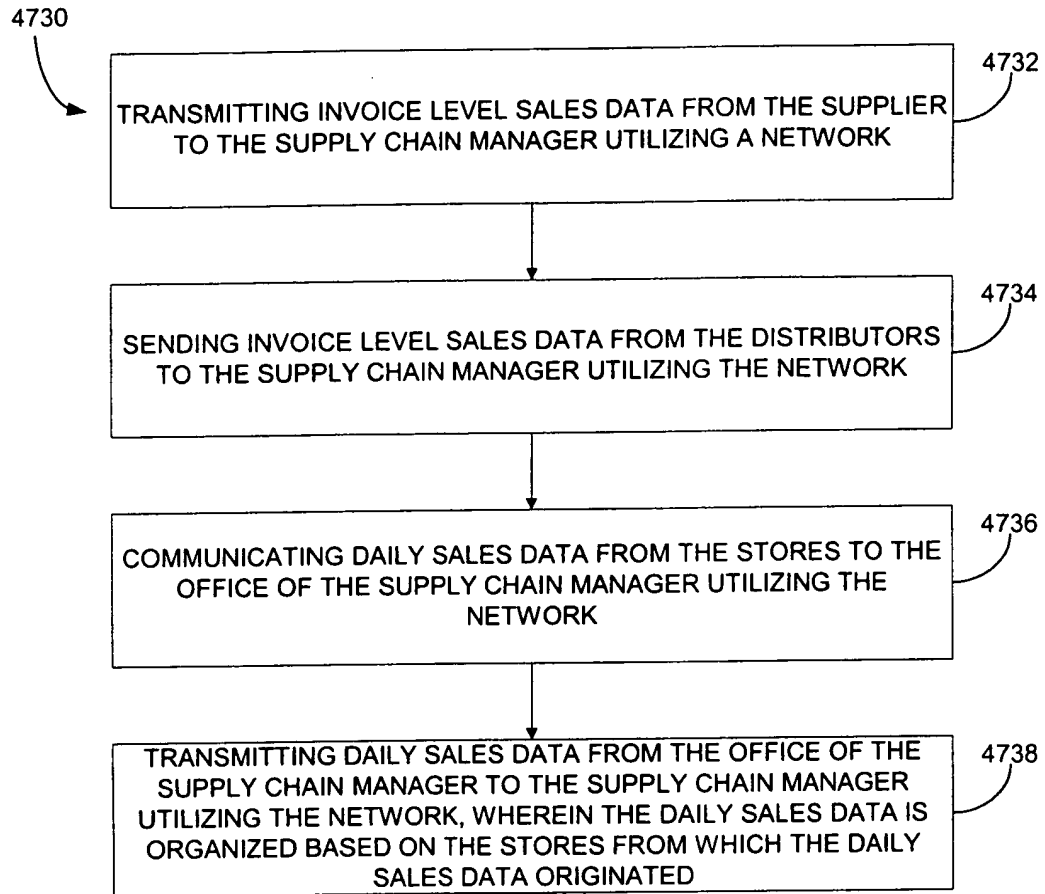 4730
4732
TRANSMITTING INVOICE LEVEL SALES DATA FROM THE SUPPLIER
TO THE SUPPLY CHAIN MANAGER UTILIZING A NETWORK
4734
SENDING INVOICE LEVEL SALES DATA FROM THE DISTRIBUTORS
TO THE SUPPLY CHAIN MANAGER UTILIZING THE NETWORK
4736
COMMUNICATING DAILY SALES DATA FROM THE STORES TO THE
OFFICE OF THE SUPPLY CHAIN MANAGER UTILIZING THE
NETWORK
4738
TRANSMITTING DAILY SALES DATA FROM THE OFFICE OF THE
SUPPLY CHAIN MANAGER TO THE SUPPLY CHAIN MANAGER
UTILIZING THE NETWORK, WHEREIN THE DAILY SALES DATA IS
ORGANIZED BASED ON THE STORES FROM WHICH THE DAILY
SALES DATA ORIGINATED